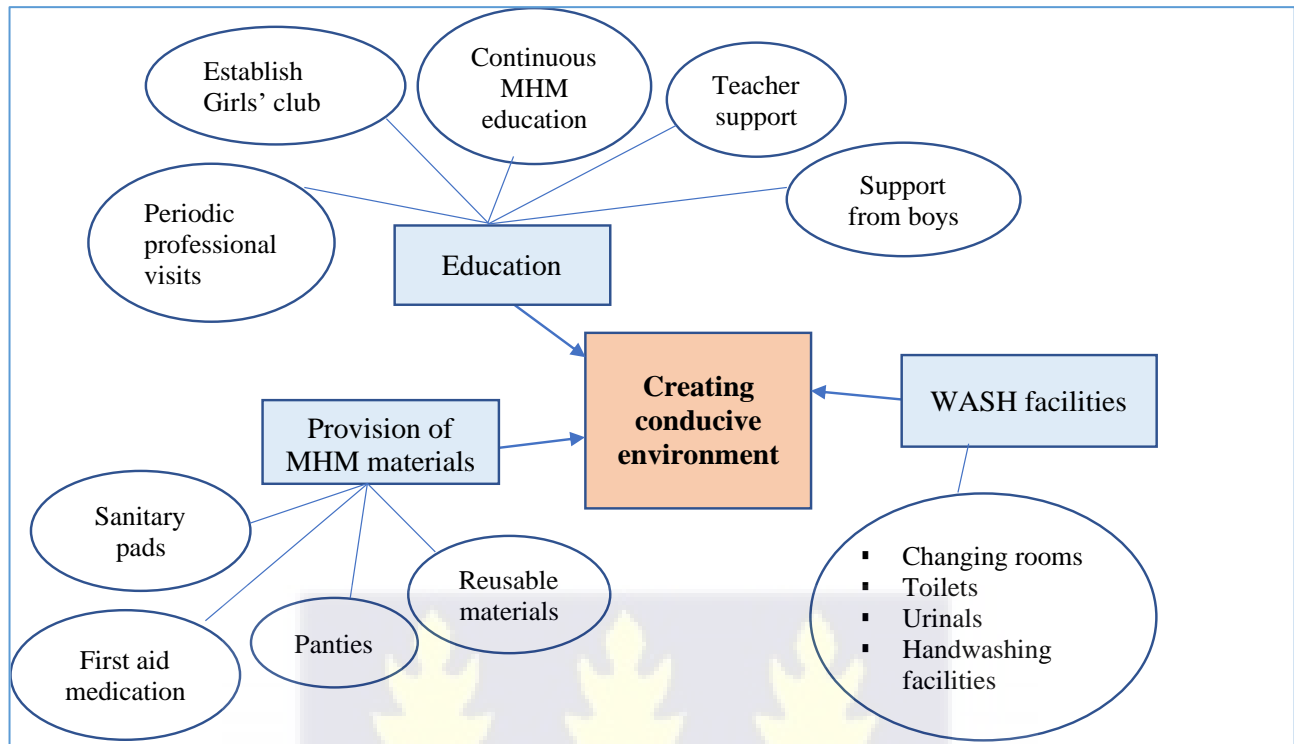 Establish
Girls’ club
Continuous
MHM
education
Teacher
support
Support
from boys
Periodic
professional
visits
Education
Creating
conducive
environment
WASH facilities
Provision of
MHM materials
Sanitary
pads
First aid
medication
Panties
Reusable
materials
▪ Changing rooms
▪ Toilets
▪ Urinals
▪ Handwashing
facilities